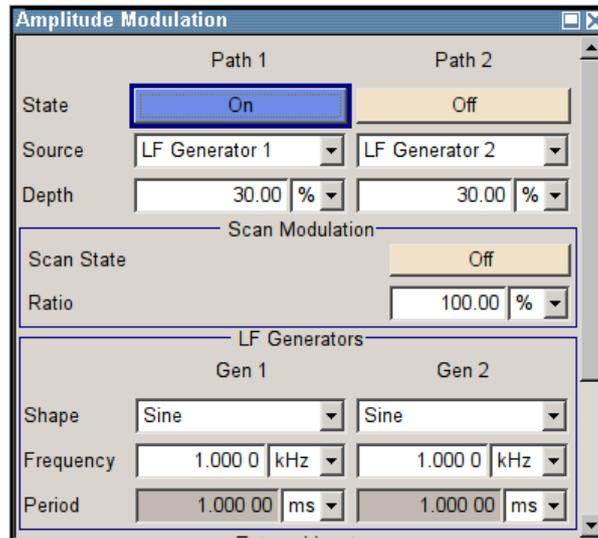 Amplitude Modulation
Path 1 Path 2
State On Off
Source LF Generator 1 LF Generator 2
Depth 30.00 % 30.00 %
Scan Modulation
Scan State Off
Ratio 100.00 %
LF Generators
Gen 1 Gen 2
Shape Sine Sine
Frequency 1.000 0 kHz 1.000 0 kHz
Period 1.000 00 ms 1.000 00 ms